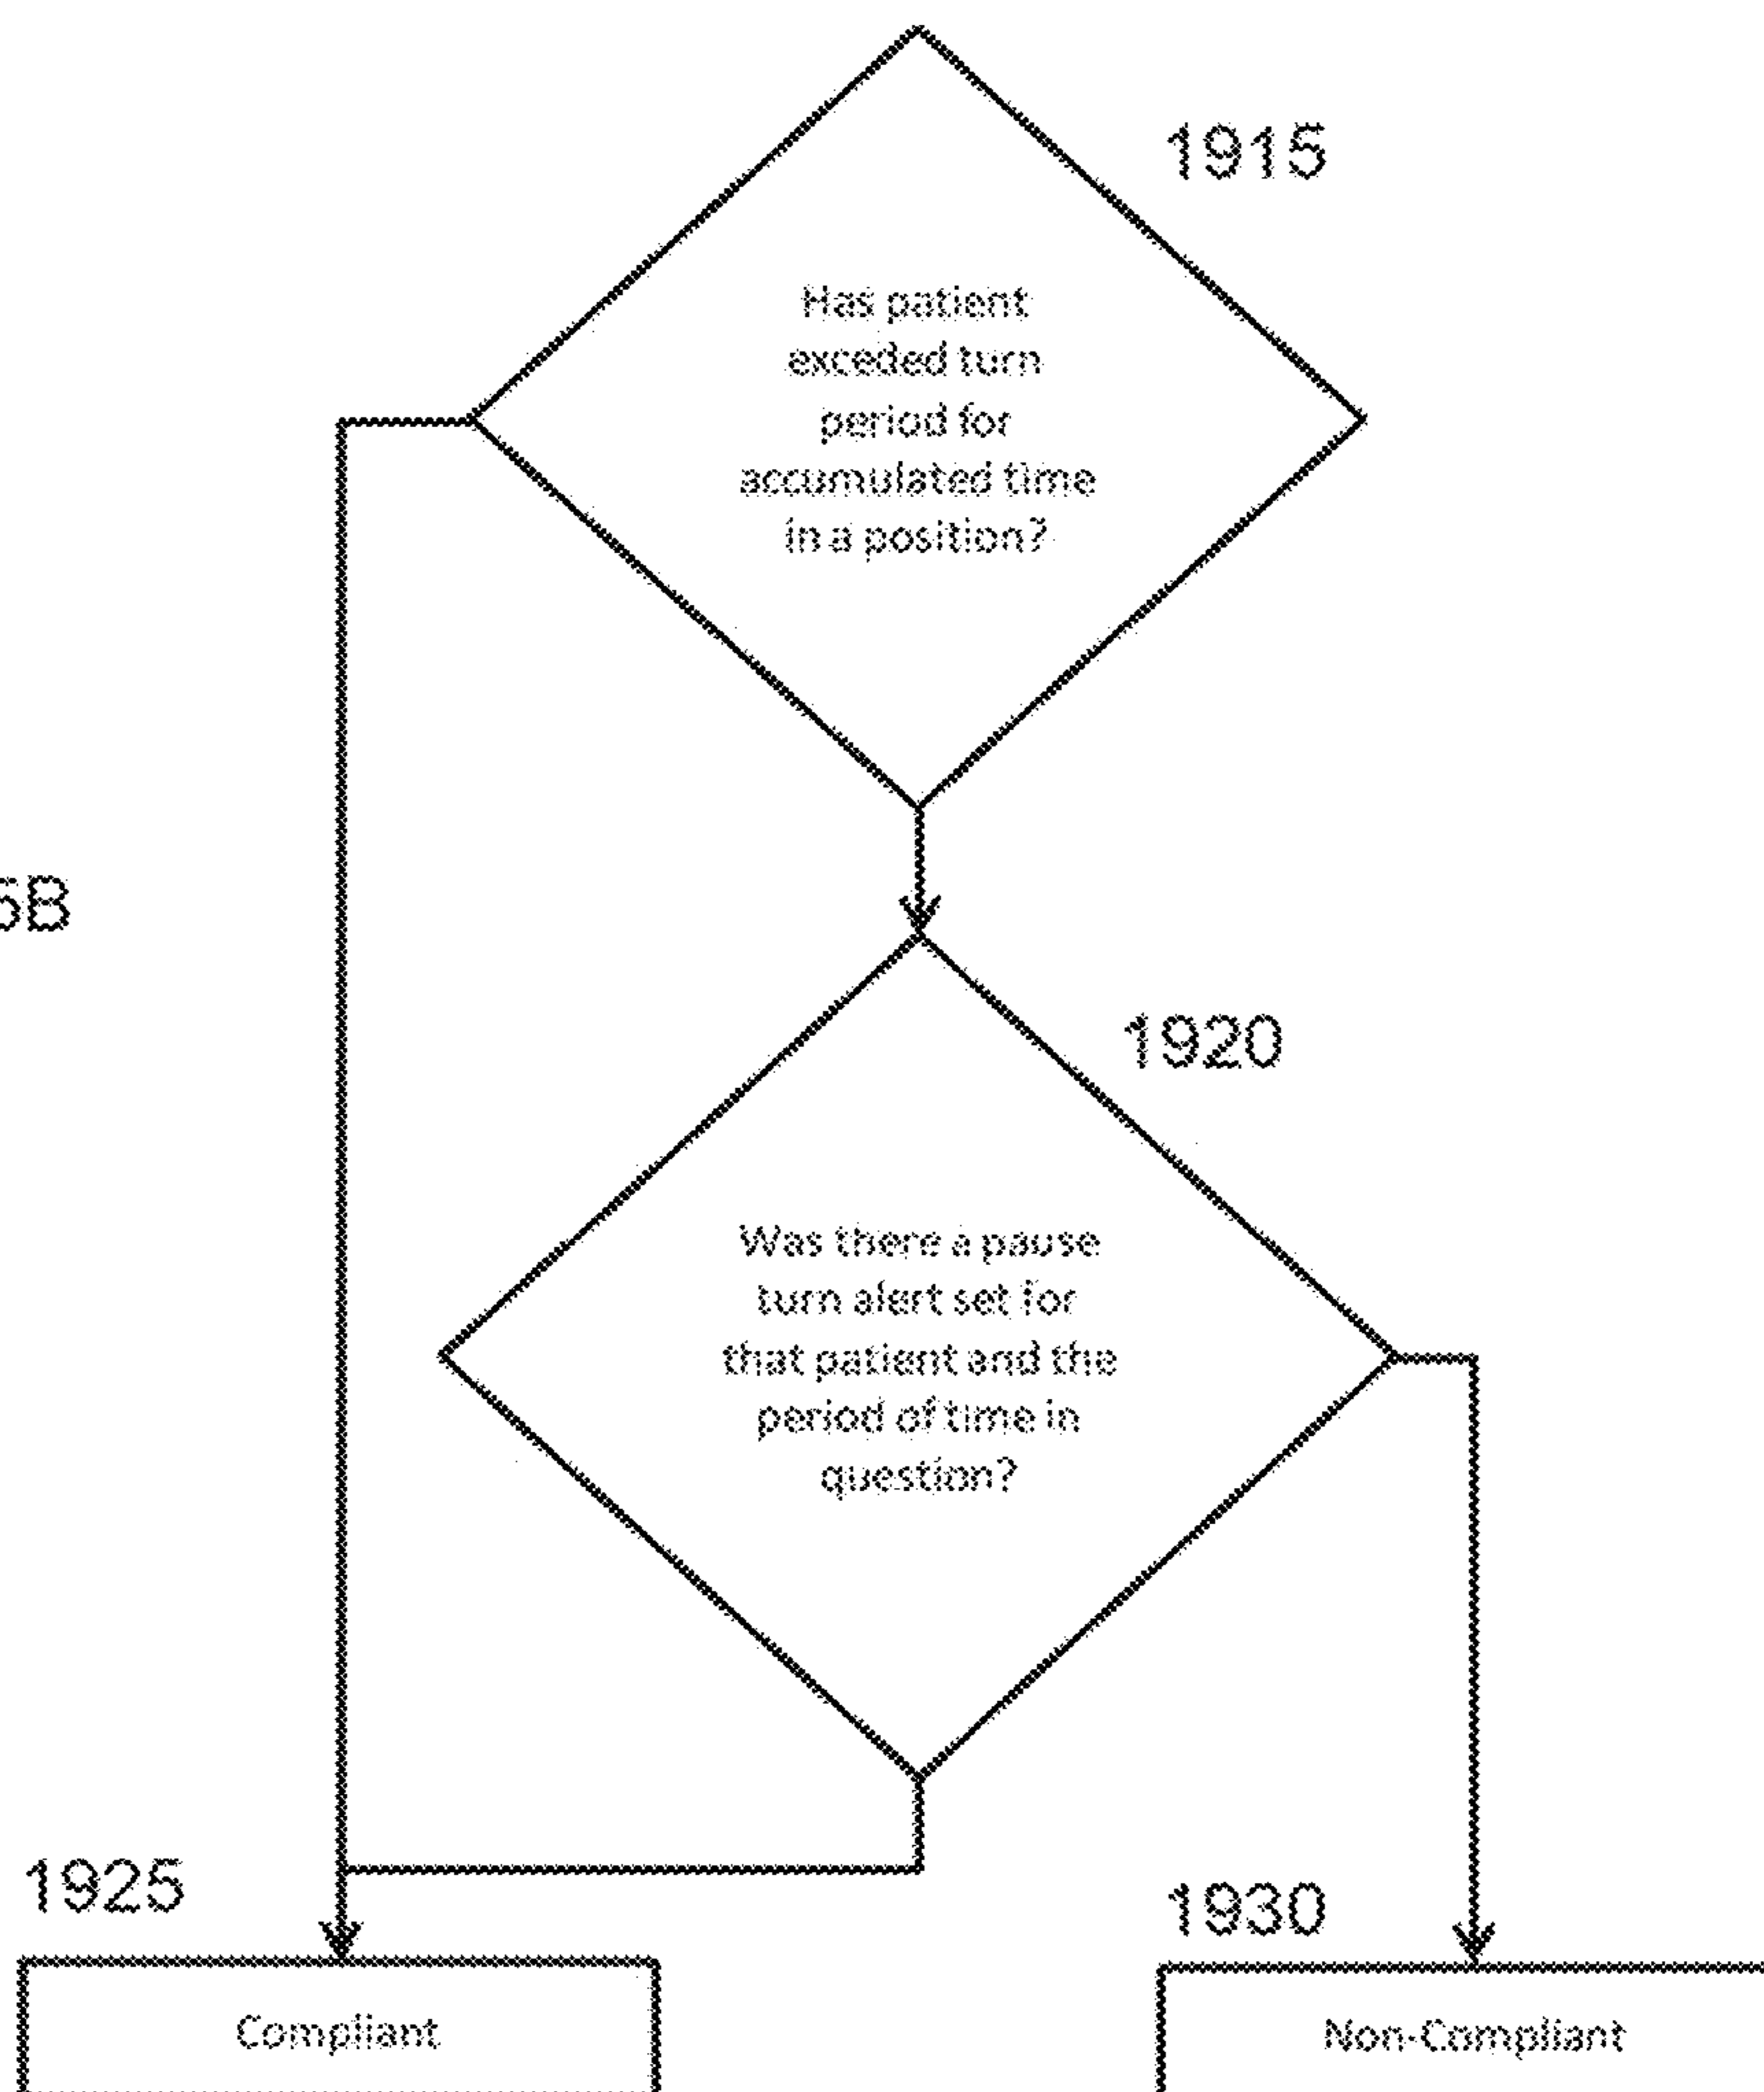 1915
Has patient
exceded turn
period for
accumulated time
in a position?
5B
1920
Was there a pause
turn alert set for
that patient and the
period of time in
question?
1925
1930
Compliant
Non-Compliant